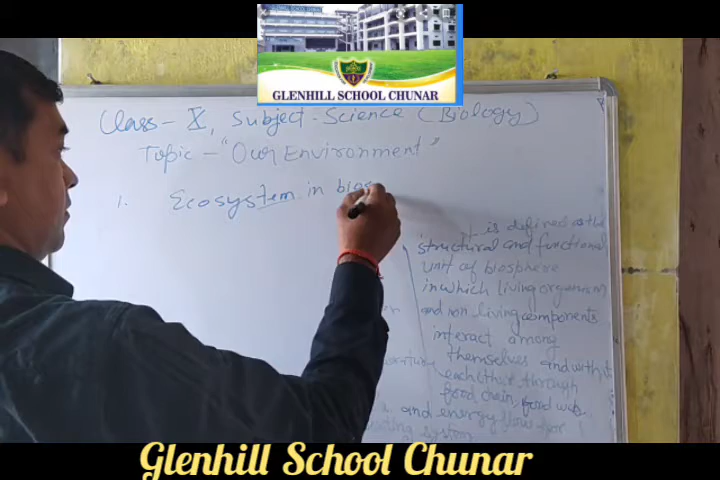 GLENHILL SCHOOL CHUNAR
Class - X, Subject - Science (Biology)
Topic - "Our Environment"
1. Ecosystem in bios
is defined as the
structural and functional
unit of biosphere
in which living organism
and non living components
interact among
themselves and with
each other through
food chain, food web
and energy flow for
system
Glenhill School Chunar